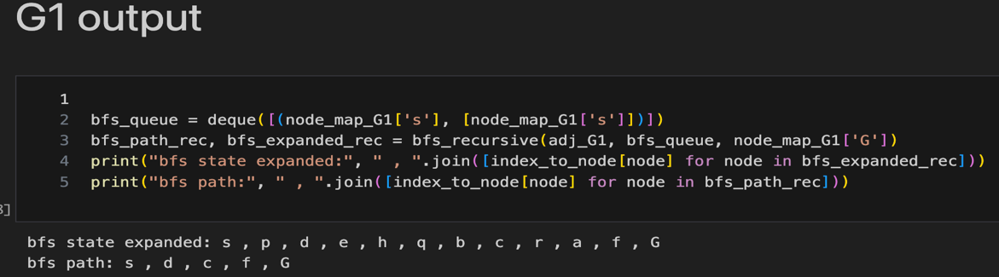 G1 output
1
2 bfs_queue = deque([(node_map_G1['s'], [node_map_G1['s']])])
3 bfs_path_rec, bfs_expanded_rec = bfs_recursive(adj_G1, bfs_queue, node_map_G1['G'])
4 print("bfs state expanded:", " , ".join([index_to_node[node] for node in bfs_expanded_rec]))
5 print("bfs path:", " , ".join([index_to_node[node] for node in bfs_path_rec]))
]
bfs state expanded: s , p , d , e , h , q , b , c , r , a , f , G
bfs path: s , d , c , f , G